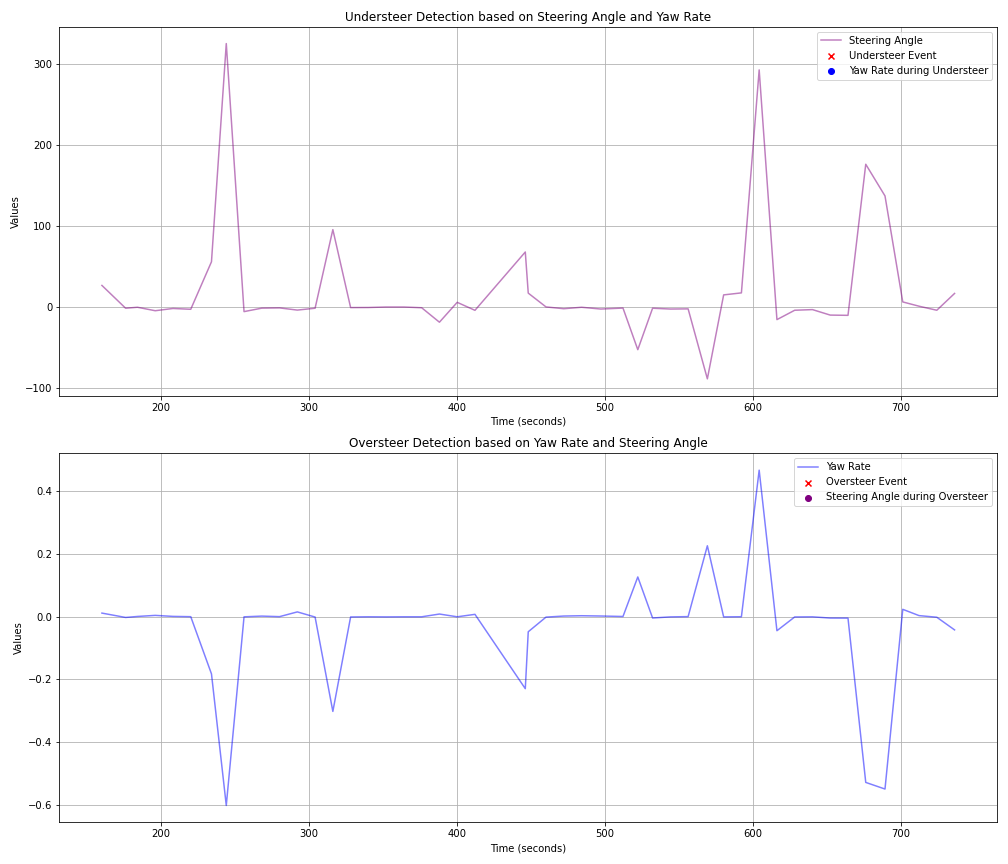 Understeer Detection based on Steering Angle and Yaw Rate
Steering Angle
Understeer Event
Yaw Rate during Understeer
300
200
100
0
−100
Values
200 300 400 500 600 700
Time (seconds)
Oversteer Detection based on Yaw Rate and Steering Angle
Yaw Rate
Oversteer Event
Steering Angle during Oversteer
0.4
0.2
0.0
−0.2
−0.4
−0.6
Values
200 300 400 500 600 700
Time (seconds)